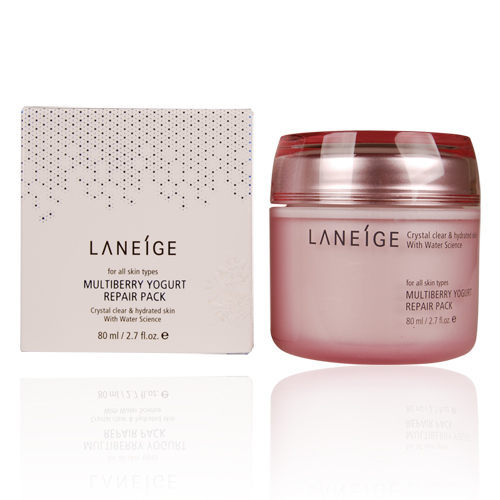 LANEÍGE
for all skin types
MULTIBERRY YOGURT
REPAIR PACK
Crystal clear & hydrated skin
With Water Science
80 ml / 2.7 fl.oz. ℮
LANEÍGE
Crystal clear & hydrated skin
With Water Science
for all skin types
MULTIBERRY YOGURT
REPAIR PACK
80 ml / 2.7 fl.oz. ℮